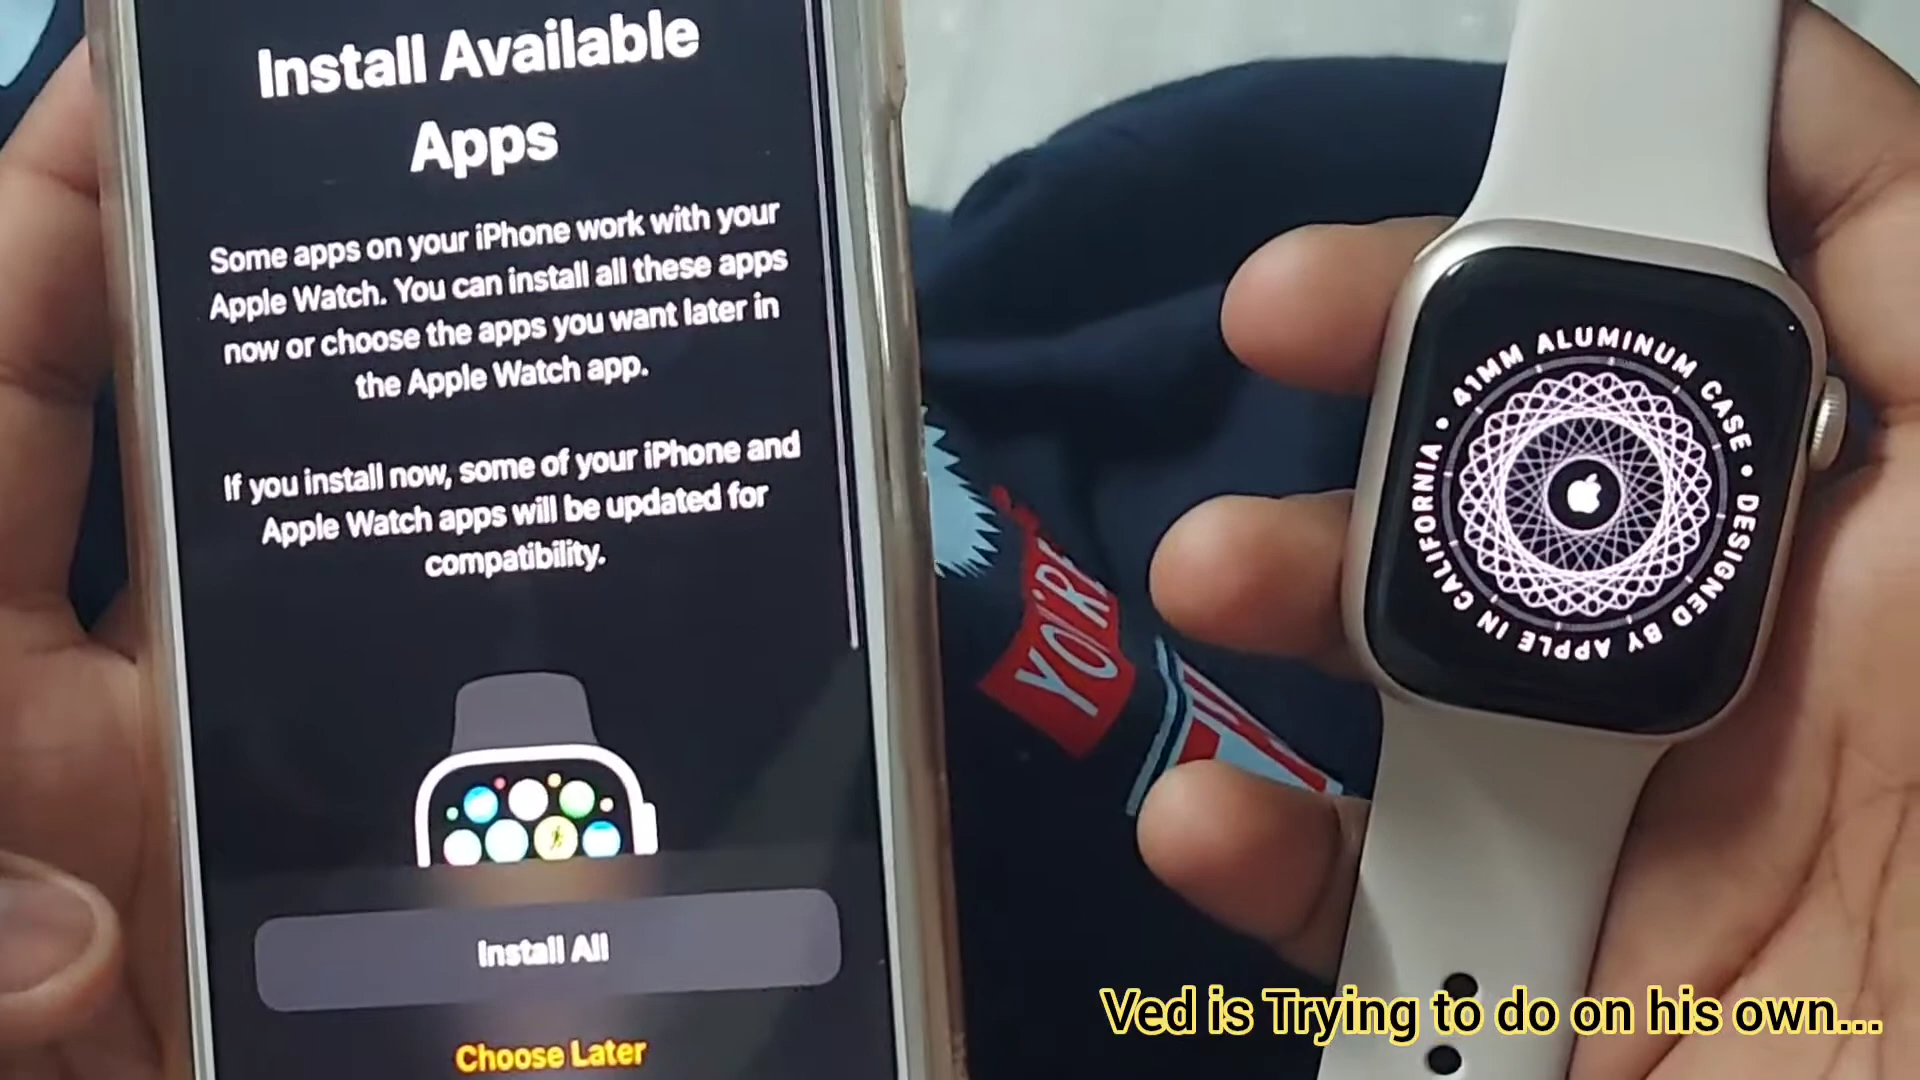 Install Available
Apps
Some apps on your iPhone work with your
Apple Watch. You can install all these apps
now or choose the apps you want later in
the Apple Watch app.
If you install now, some of your iPhone and
Apple Watch apps will be updated for
compatibility.
Install All
Choose Later
41MM ALUMINUM CASE • DESIGNED BY APPLE IN CALIFORNIA •
Ved is Trying to do on his own...